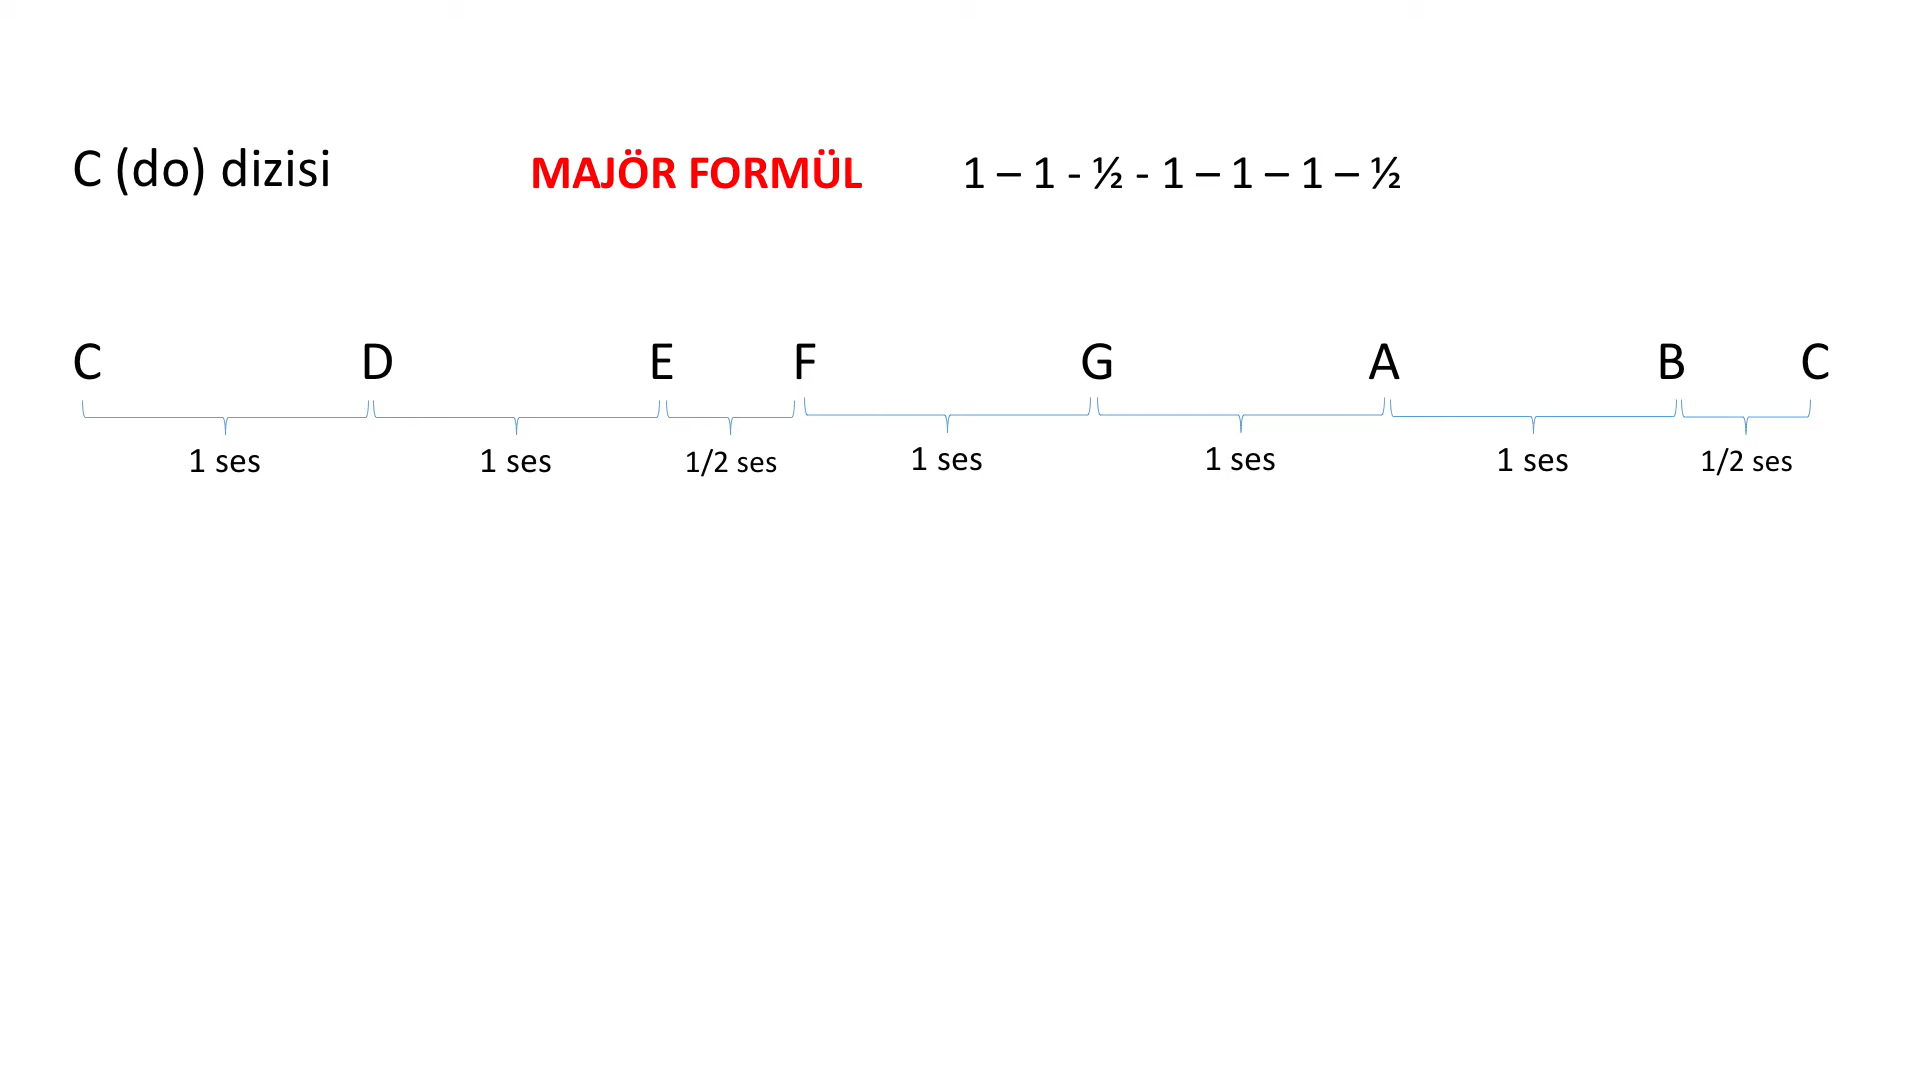 C (do) dizisi MAJÖR FORMÜL 1 – 1 - ½ - 1 – 1 – 1 – ½
C D E F G A B C
1 ses 1 ses 1/2 ses 1 ses 1 ses 1 ses 1/2 ses